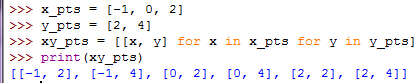 >>> x_pts = [-1, 0, 2]
>>> y_pts = [2, 4]
>>> xy_pts = [[x, y] for x in x_pts for y in y_pts]
>>> print(xy_pts)
[[-1, 2], [-1, 4], [0, 2], [0, 4], [2, 2], [2, 4]]